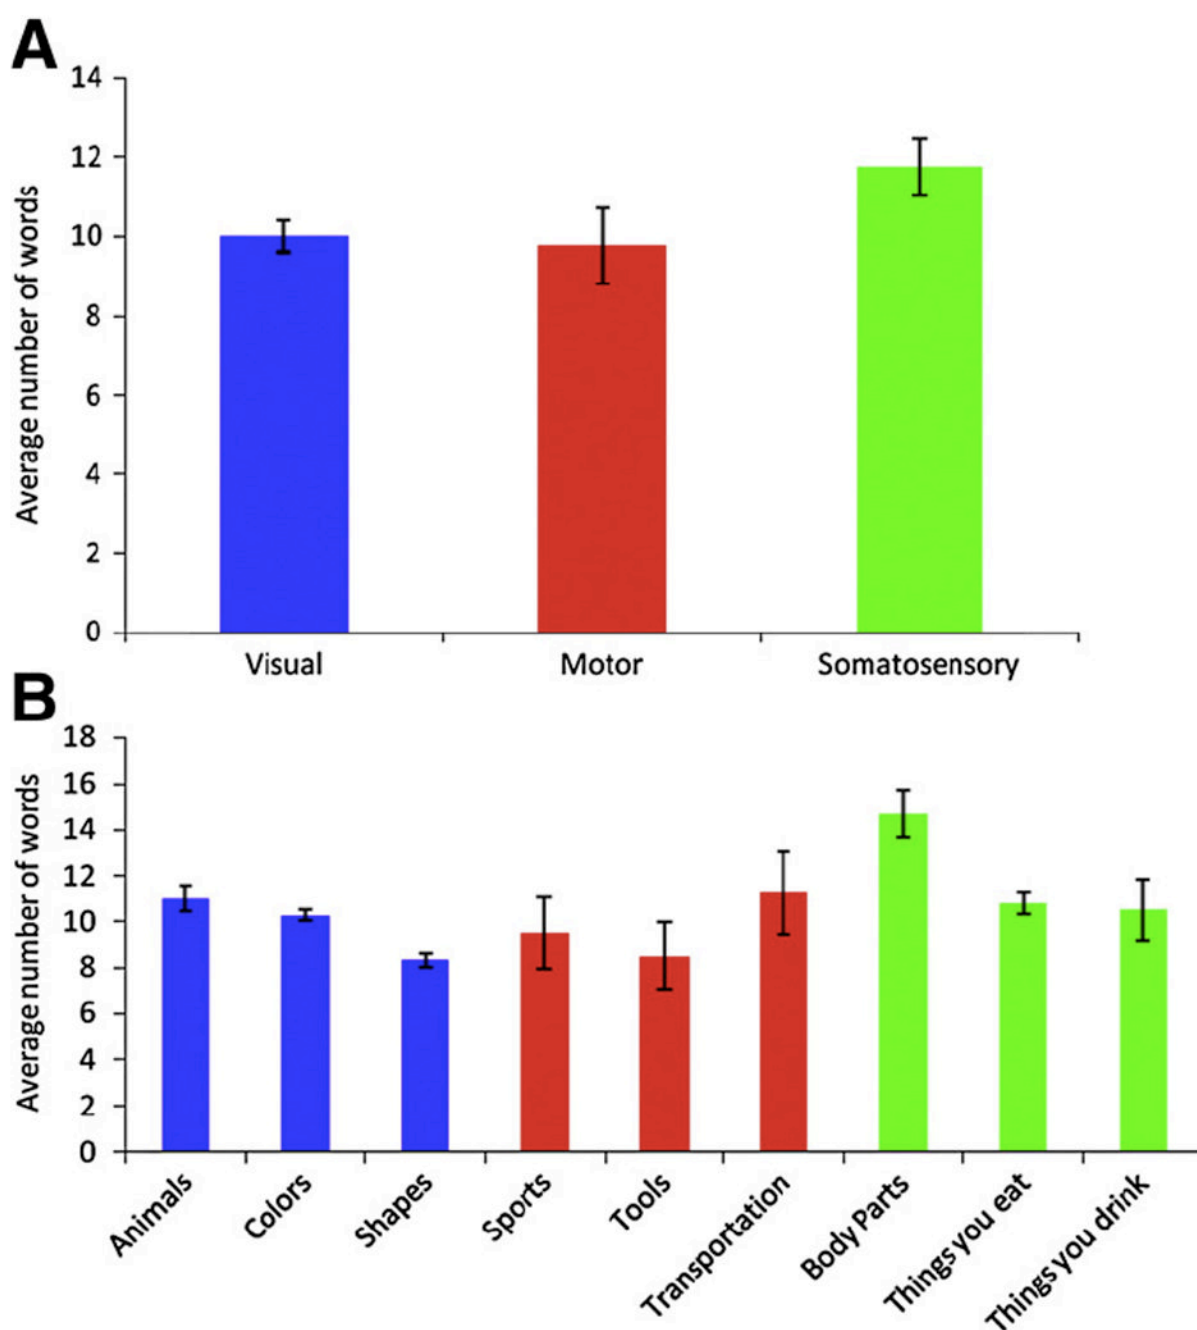 A
Average number of words
14
12
10
8
6
4
2
0
Visual Motor Somatosensory
B
Average number of words
18
16
14
12
10
8
6
4
2
0
Animals
Colors
Shapes
Sports
Tools
Transportation
Body Parts
Things you eat
Things you drink